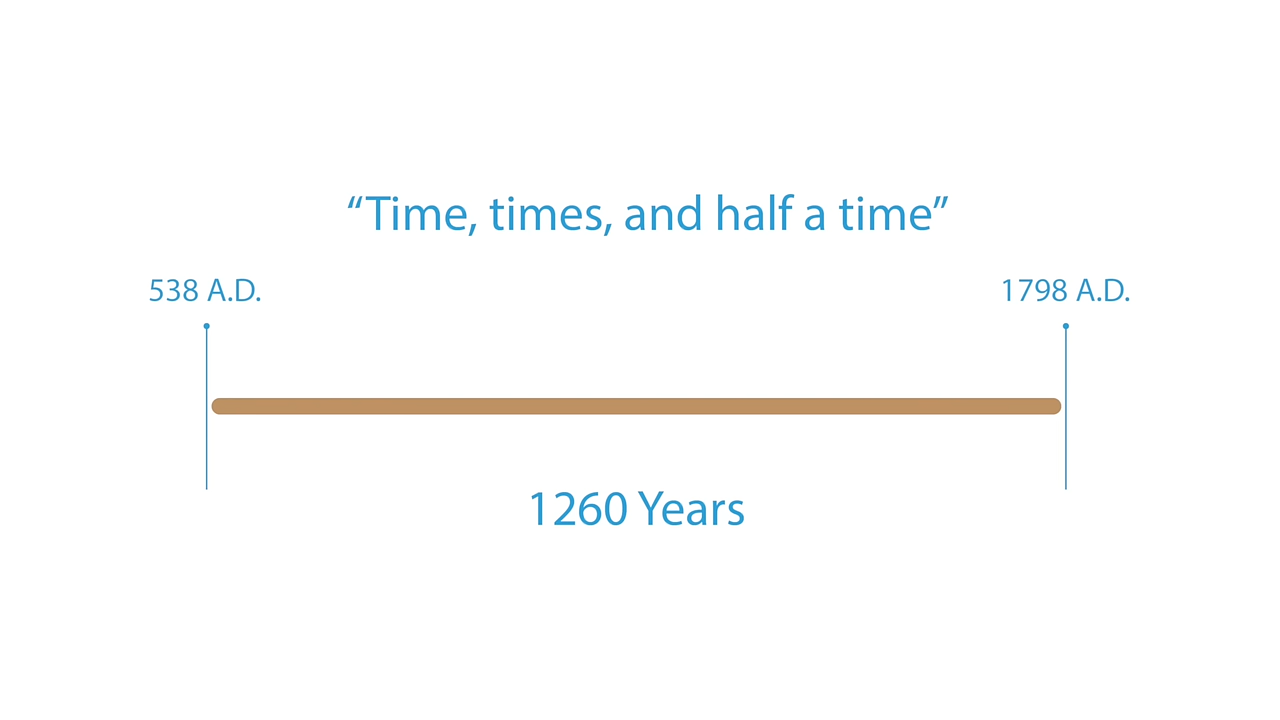 “Time, times, and half a time”
538 A.D.
1798 A.D.
1260 Years